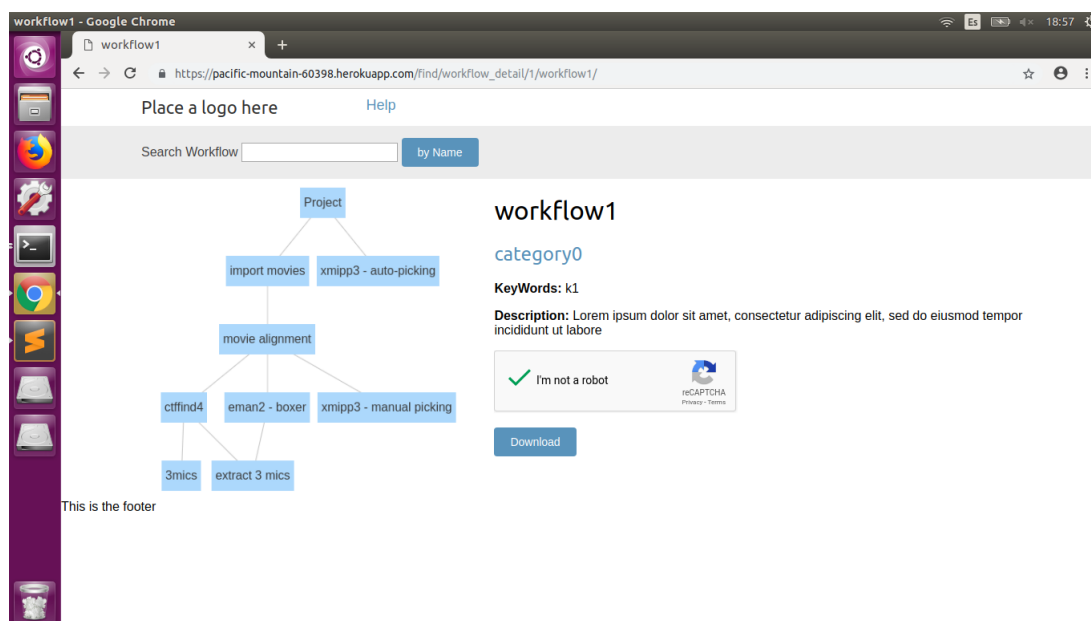 workflow1 - Google Chrome
Es
18:57
workflow1
https://pacific-mountain-60398.herokuapp.com/find/workflow_detail/1/workflow1/
Place a logo here
Help
Search Workflow
by Name
Project
import movies
xmipp3 - auto-picking
movie alignment
ctffind4
eman2 - boxer
xmipp3 - manual picking
3mics
extract 3 mics
workflow1
category0
KeyWords: k1
Description: Lorem ipsum dolor sit amet, consectetur adipiscing elit, sed do eiusmod tempor
incididunt ut labore
I'm not a robot
reCAPTCHA
Privacy - Terms
Download
This is the footer